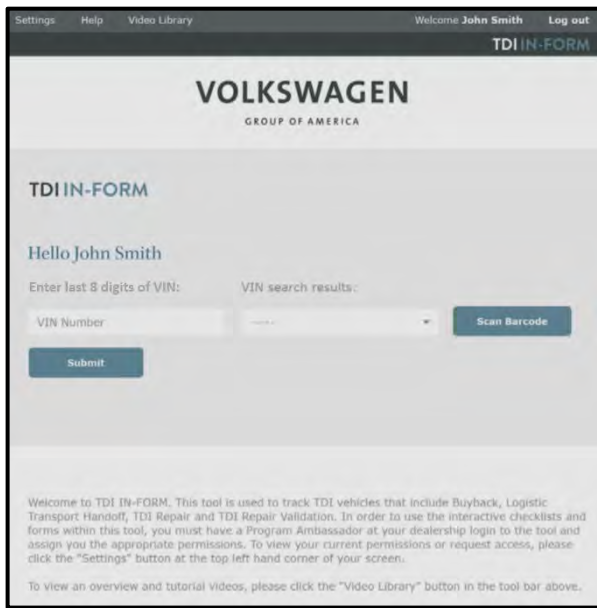 Settings Help Video Library Welcome John Smith Log out
TDI IN-FORM
VOLKSWAGEN
GROUP OF AMERICA
TDI IN-FORM
Hello John Smith
Enter last 8 digits of VIN: VIN search results:
VIN Number ----- Scan Barcode
Submit
Welcome to TDI IN-FORM. This tool is used to track TDI vehicles that include Buyback, Logistic
Transport Handoff, TDI Repair and TDI Repair Validation. In order to use the interactive checklists and
forms within this tool, you must have a Program Ambassador at your dealership login to the tool and
assign you the appropriate permissions. To view your current permissions or request access, please
click the "Settings" button at the top left hand corner of your screen.
To view an overview and tutorial videos, please click the "Video Library" button in the tool bar above.